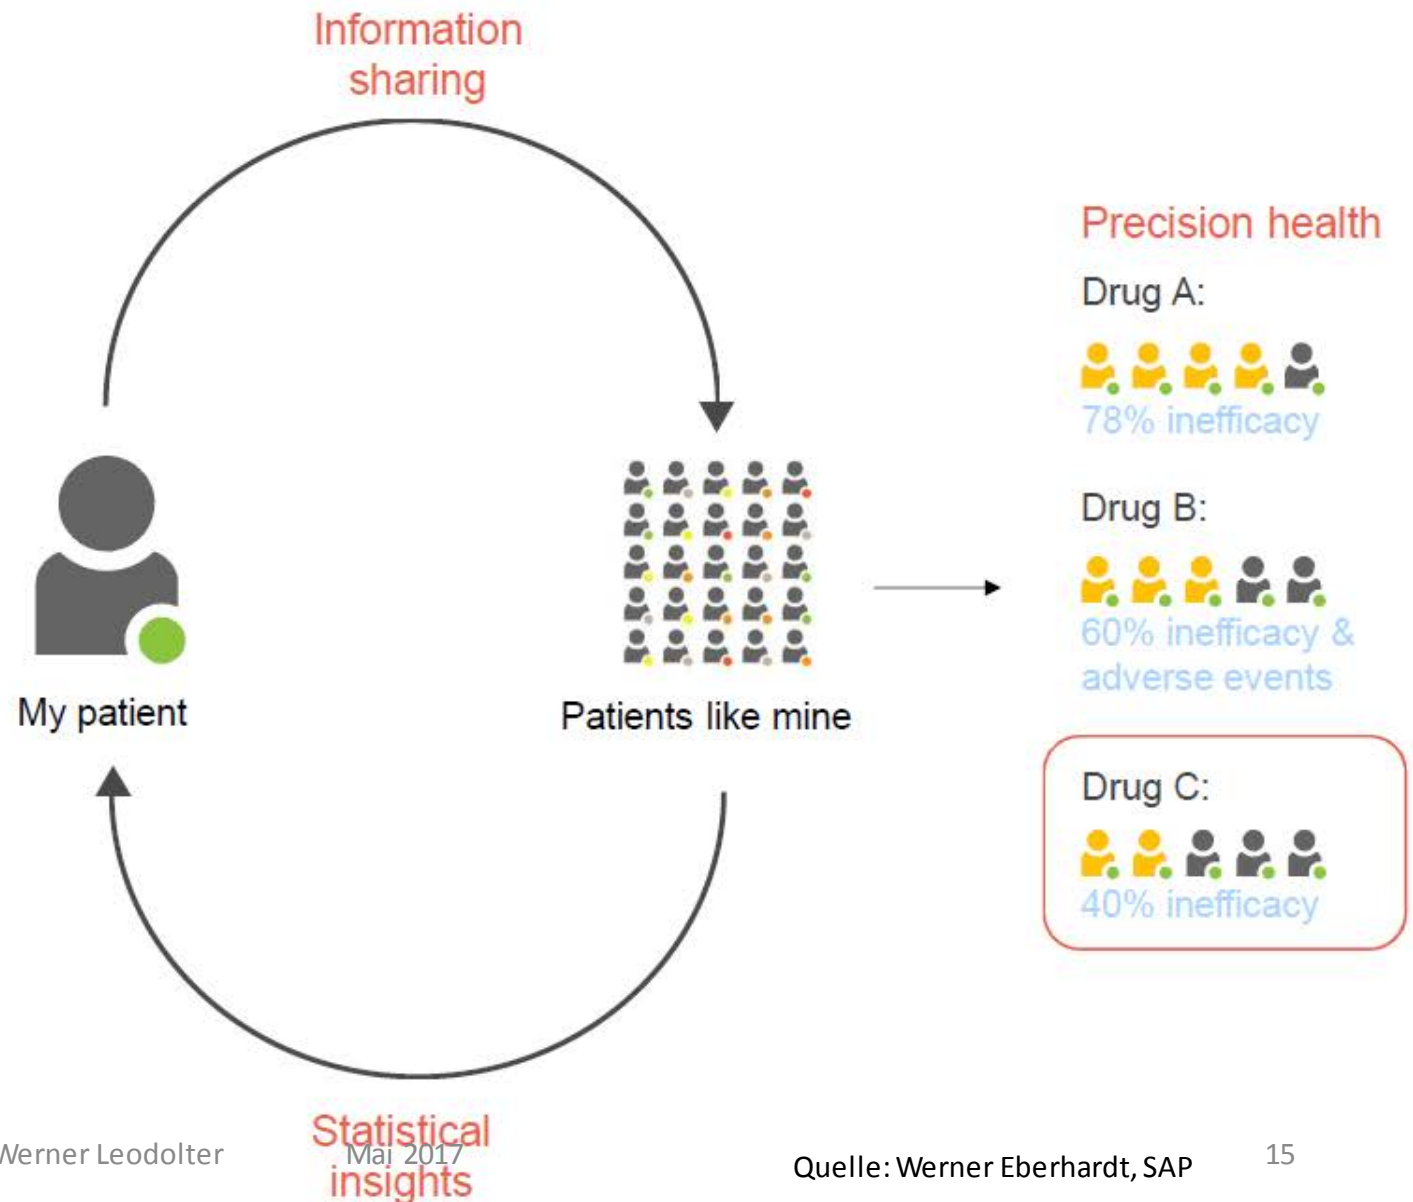 Information
sharing
Precision health
Drug A:
78% inefficacy
Drug B:
60% inefficacy &
adverse events
My patient
Patients like mine
Drug C:
40% inefficacy
Statistical
insights
Werner Leodolter
Mai 2017
Quelle: Werner Eberhardt, SAP
15